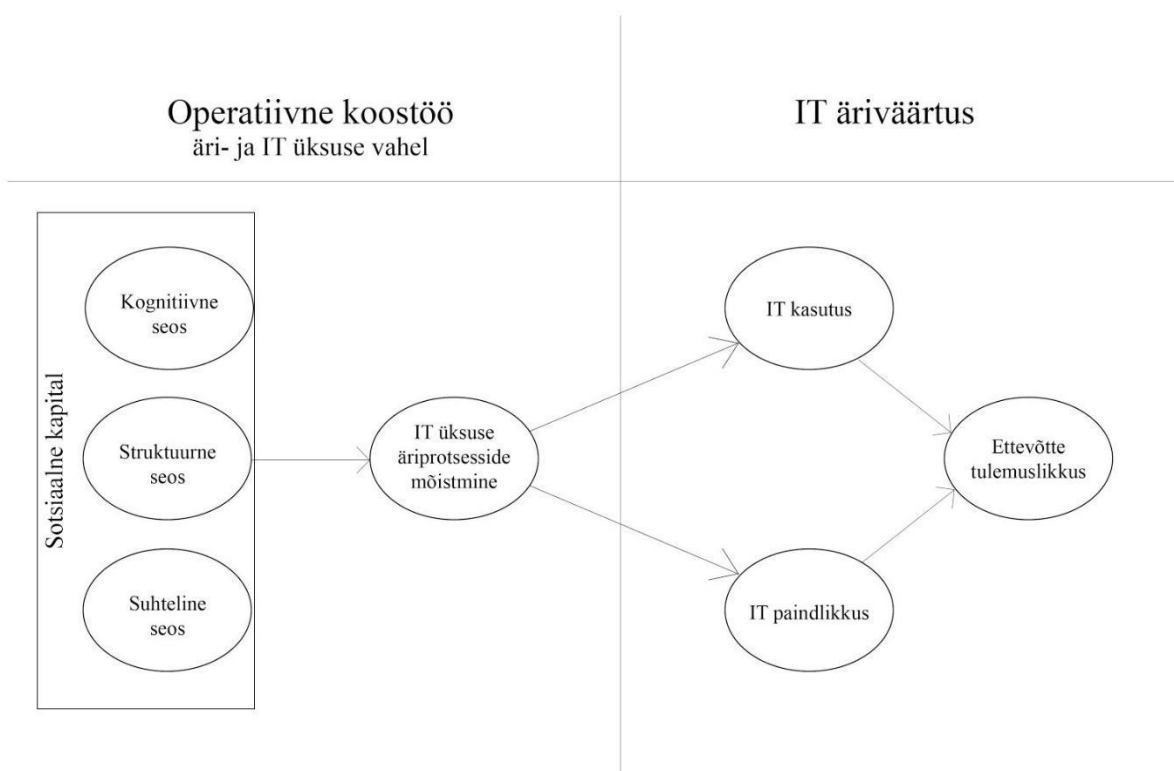 Operatiivne koostöö
äri- ja IT üksuse vahel
IT äriväärtus
Sotsiaalne kapital
Kognitiivne
seos
Struktuurne
seos
Suhteline
seos
IT üksuse
äriprotsesside
mõistmine
IT kasutus
IT paindlikkus
Ettevõtte
tulemuslikkus